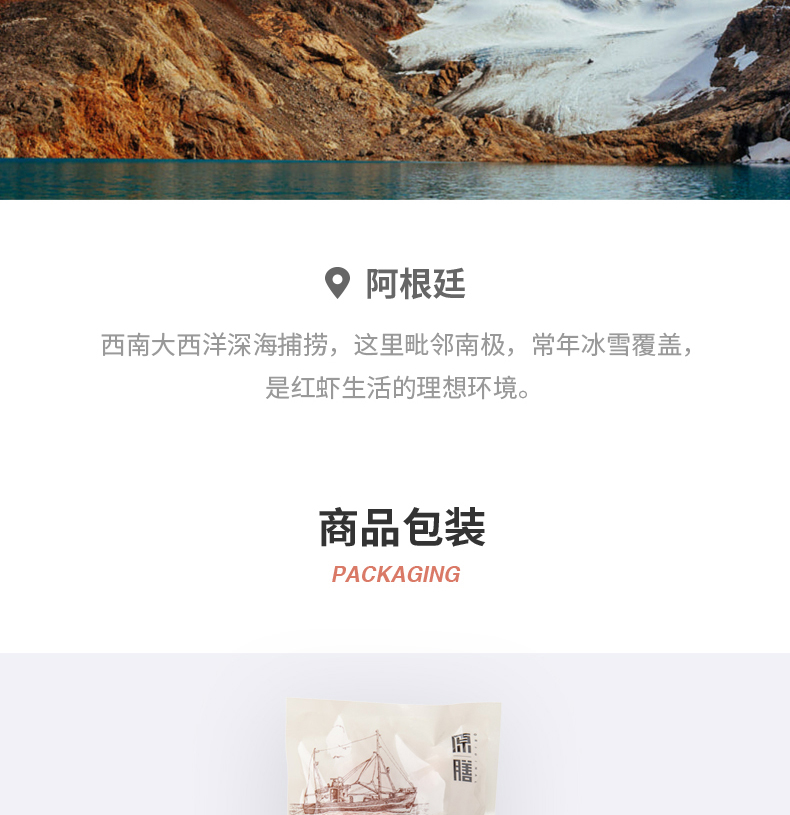 阿根廷
西南大西洋深海捕捞，这里毗邻南极，常年冰雪覆盖，
是红虾生活的理想环境。
商品包装
PACKAGING
原膳